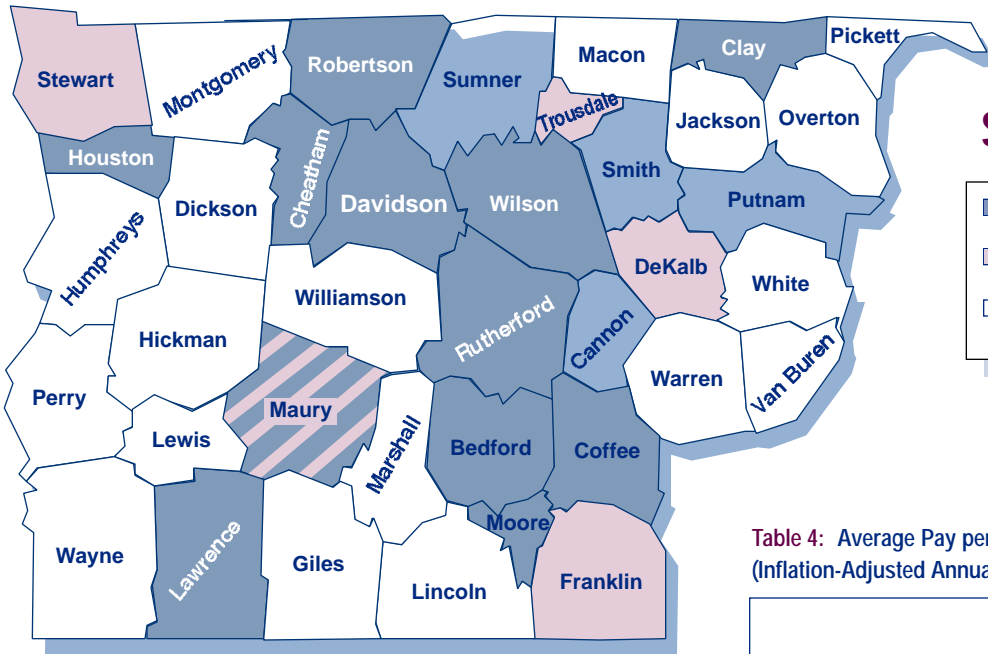 Pickett
Clay
Macon
Robertson
Sumner
Stewart
Montgomery
Trousdale
Jackson
Overton
Houston
Cheatham
Smith
Putnam
Dickson
Davidson
Wilson
Humphreys
DeKalb
White
Williamson
Rutherford
Cannon
Hickman
Warren
Van Buren
Perry
Maury
Lewis
Marshall
Bedford
Coffee
Moore
Wayne
Lawrence
Giles
Lincoln
Franklin
Table 4: Average Pay per
(Inflation-Adjusted Annua